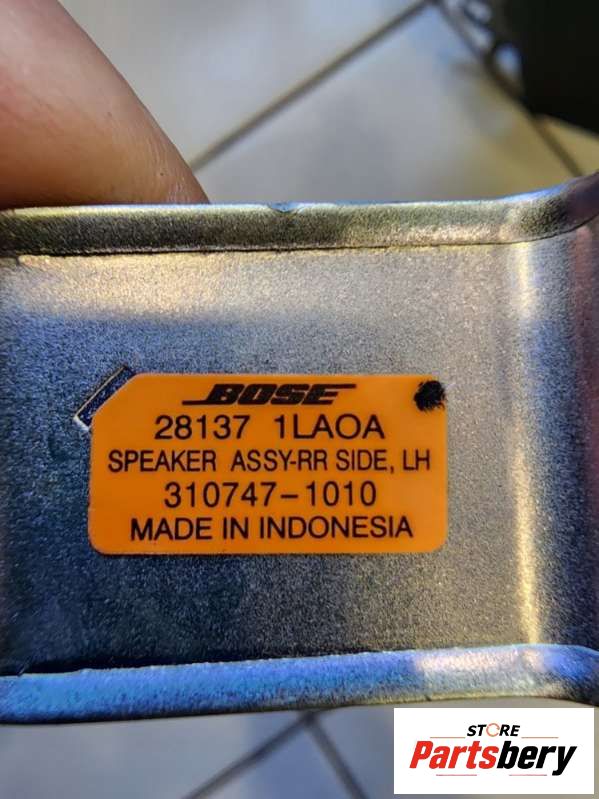 BOSE
28137 1LAOA
SPEAKER ASSY-RR SIDE, LH
310747-1010
MADE IN INDONESIA
STORE
Partsbery